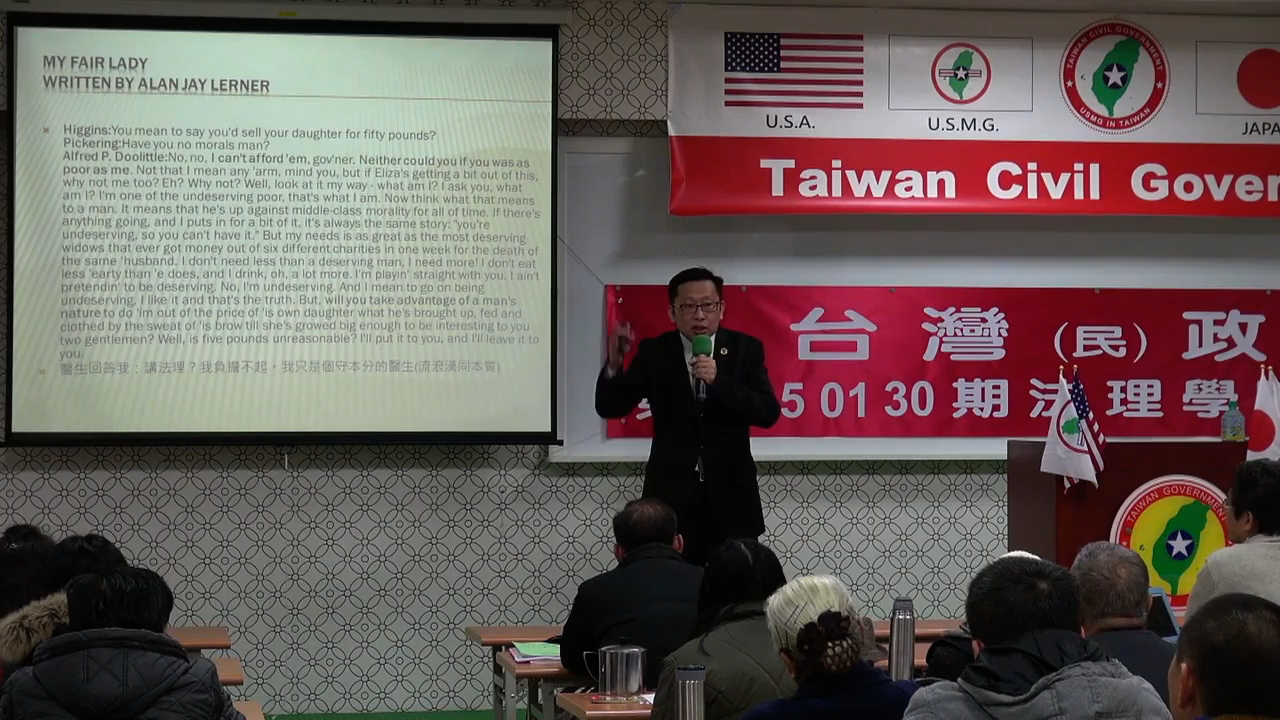 MY FAIR LADY
WRITTEN BY ALAN JAY LERNER
Higgins:You mean to say you'd sell your daughter for fifty pounds?
Pickering:Have you no morals man?
Alfred P. Doolittle:No, no, I can't afford 'em, gov'ner. Neither could you if you was as
poor as me. Not that I mean any 'arm, mind you, but if Eliza's getting a bit out of this,
why not me too? Eh? Why not? Well, look at it my way - what am I? I ask you, what
am I? I'm one of the undeserving poor, that's what I am. Now think what that means
to a man. It means that he's up against middle-class morality for all of time. If there's
anything going, and I puts in for a bit of it, it's always the same story: "you're
undeserving, so you can't have it." But my needs is as great as the most deserving
widows that ever got money out of six different charities in one week for the death of
the same 'husband. I don't need less than a deserving man, I need more! I don't eat
less 'earty than 'e does, and I drink, oh, a lot more. I'm playin' straight with you. I ain't
pretendin' to be deserving. No, I'm undeserving. And I mean to go on being
undeserving. I like it and that's the truth. But, will you take advantage of a man's
nature to do 'im out of the price of 'is own daughter what he's brought up, fed and
clothed by the sweat of 'is brow till she's growed big enough to be interesting to you
two gentlemen? Well, is five pounds unreasonable? I'll put it to you, and I'll leave it to
you.
醫生回答我：講法理？我負擔不起，我只是個守本分的醫生(流浪漢同本質)
U.S.A.
U.S.M.G.
TAIWAN CIVIL GOVERNMENT
USMG IN TAIWAN
JAPA
Taiwan Civil Gover
台灣(民)政
5 01 30 期法理學
TAIWAN GOVERNMENT